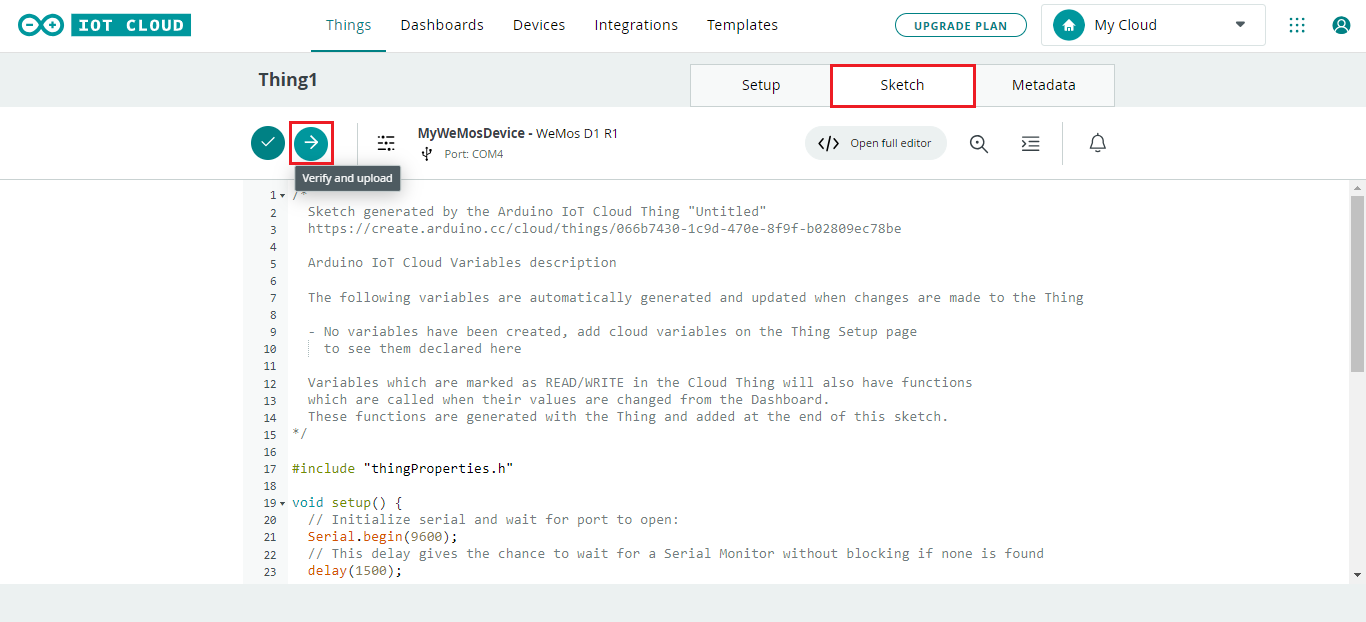 IOT CLOUD
Things Dashboards Devices Integrations Templates
UPGRADE PLAN
My Cloud
Thing1
Setup Sketch Metadata
MyWeMosDevice - WeMos D1 R1
Port: COM4
Open full editor
Verify and upload
1 /*
2 Sketch generated by the Arduino IoT Cloud Thing "Untitled"
3 https://create.arduino.cc/cloud/things/066b7430-1c9d-470e-8f9f-b02809ec78be
4
5 Arduino IoT Cloud Variables description
6
7 The following variables are automatically generated and updated when changes are made to the Thing
8
9 - No variables have been created, add cloud variables on the Thing Setup page
10 to see them declared here
11
12 Variables which are marked as READ/WRITE in the Cloud Thing will also have functions
13 which are called when their values are changed from the Dashboard.
14 These functions are generated with the Thing and added at the end of this sketch.
15 */
16
17 #include "thingProperties.h"
18
19 void setup() {
20 // Initialize serial and wait for port to open:
21 Serial.begin(9600);
22 // This delay gives the chance to wait for a Serial Monitor without blocking if none is found
23 delay(1500);